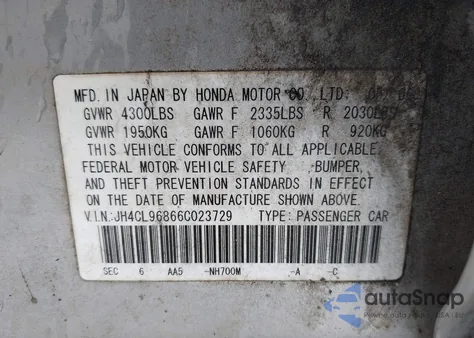 MFD. IN JAPAN BY HONDA MOTOR CO., LTD.
GVWR 4300LBS GAWR F 2335LBS R 2030LBS
GVWR 1950KG GAWR F 1060KG R 920KG
THIS VEHICLE CONFORMS TO ALL APPLICABLE
FEDERAL MOTOR VEHICLE SAFETY, BUMPER,
AND THEFT PREVENTION STANDARDS IN EFFECT
ON THE DATE OF MANUFACTURE SHOWN ABOVE.
V.I.N:JH4CL96866C023729 TYPE: PASSENGER CAR
SEC 6 AA5 -NH700M -A -C
autoSnap